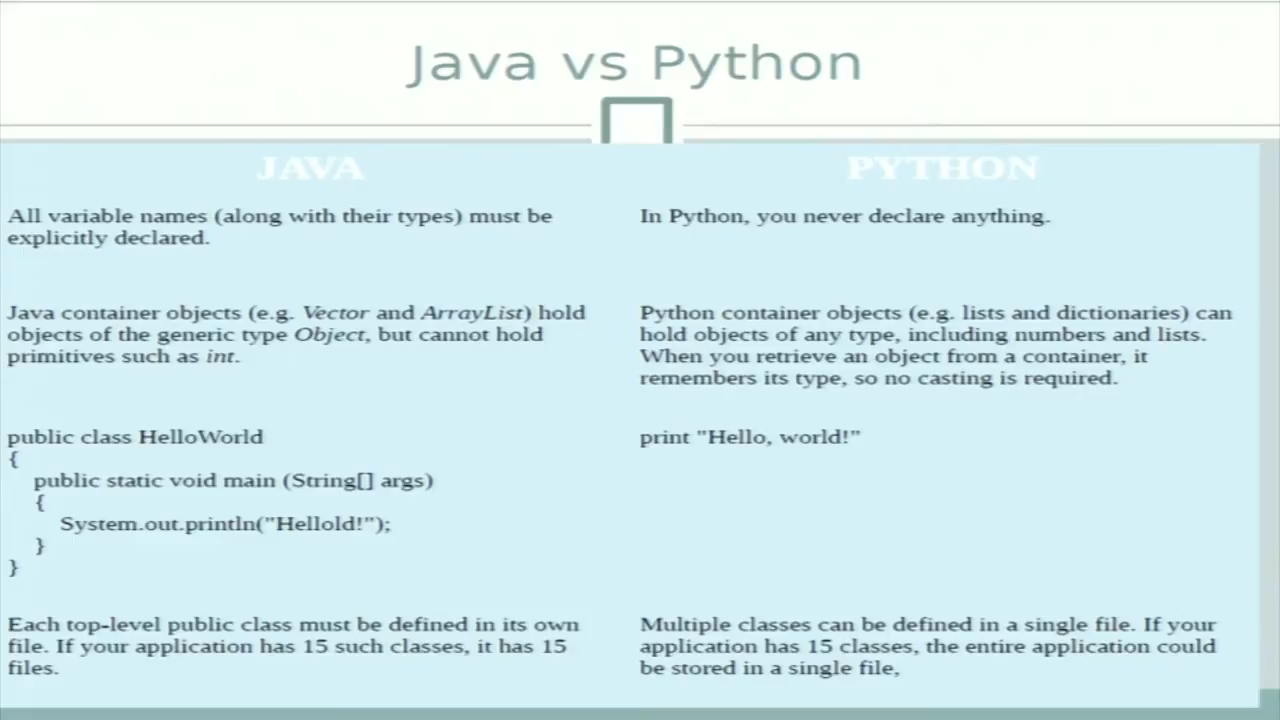 Java vs Python
JAVA
PYTHON
All variable names (along with their types) must be
explicitly declared.
In Python, you never declare anything.
Java container objects (e.g. Vector and ArrayList) hold
objects of the generic type Object, but cannot hold
primitives such as int.
Python container objects (e.g. lists and dictionaries) can
hold objects of any type, including numbers and lists.
When you retrieve an object from a container, it
remembers its type, so no casting is required.
public class HelloWorld
{
    public static void main (String[] args)
    {
        System.out.println("Hellold!");
    }
}
print "Hello, world!"
Each top-level public class must be defined in its own
file. If your application has 15 such classes, it has 15
files.
Multiple classes can be defined in a single file. If your
application has 15 classes, the entire application could
be stored in a single file,